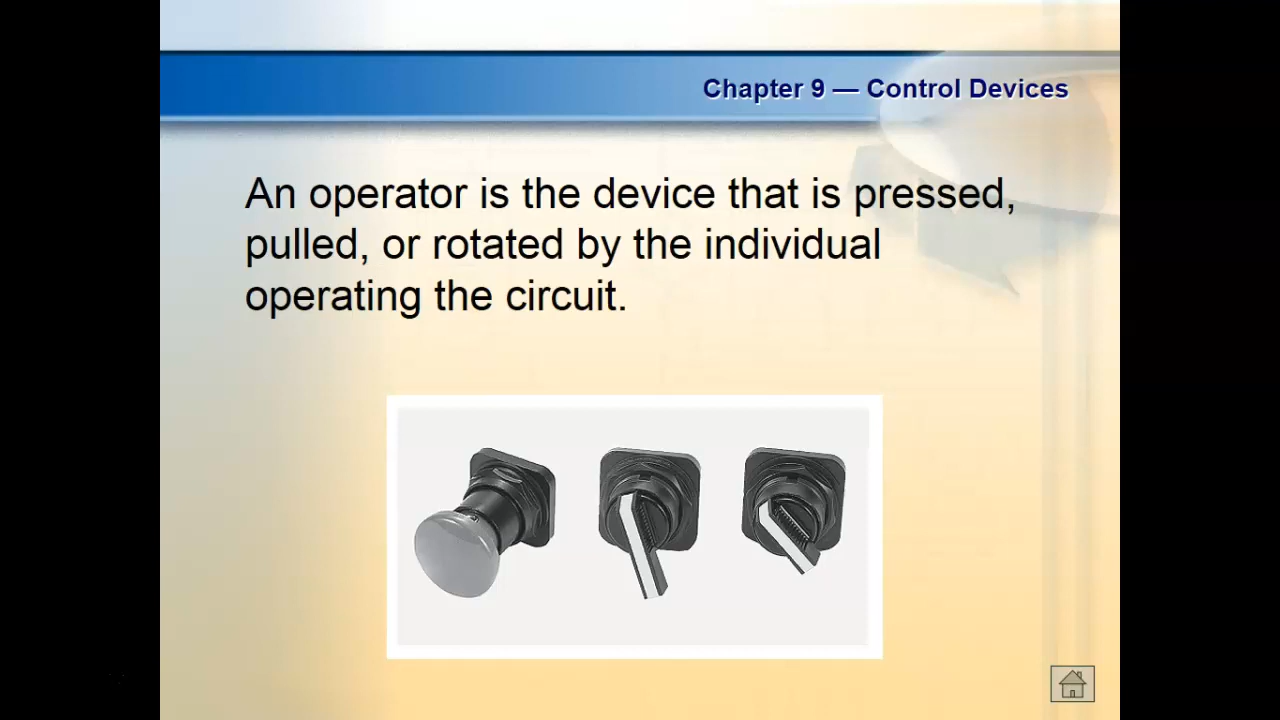 Chapter 9 — Control Devices
An operator is the device that is pressed,
pulled, or rotated by the individual
operating the circuit.